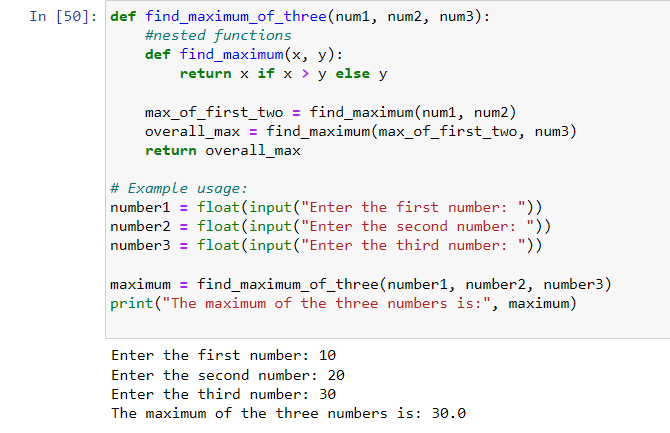 In [50]: def find_maximum_of_three(num1, num2, num3):
    #nested functions
    def find_maximum(x, y):
        return x if x > y else y

    max_of_first_two = find_maximum(num1, num2)
    overall_max = find_maximum(max_of_first_two, num3)
    return overall_max

# Example usage:
number1 = float(input("Enter the first number: "))
number2 = float(input("Enter the second number: "))
number3 = float(input("Enter the third number: "))

maximum = find_maximum_of_three(number1, number2, number3)
print("The maximum of the three numbers is:", maximum)

Enter the first number: 10
Enter the second number: 20
Enter the third number: 30
The maximum of the three numbers is: 30.0